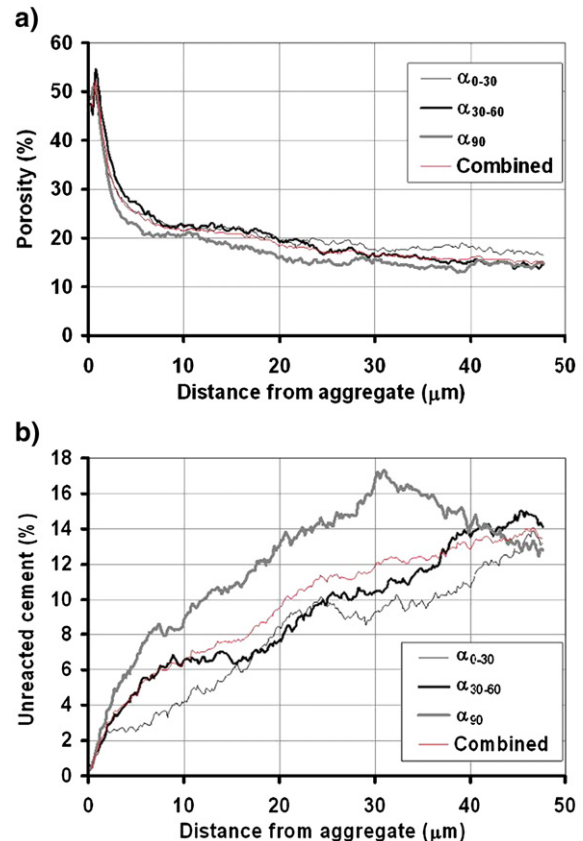 a)
60
50
40
30
20
10
0
Porosity (%)
α0-30
α30-60
α90
Combined
0 10 20 30 40 50
Distance from aggregate (μm)
b)
18
16
14
12
10
8
6
4
2
0
Unreacted cement (%)
α0-30
α30-60
α90
Combined
0 10 20 30 40 50
Distance from aggregate (μm)